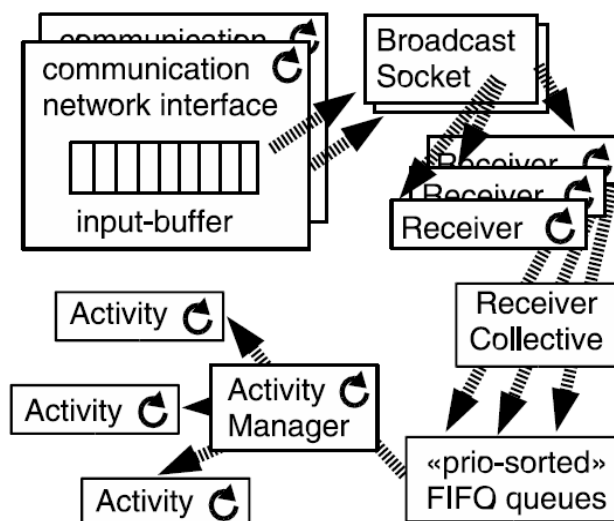 communication
communication
network interface
input-buffer
Broadcast
Socket
Receiver
Receiver
Receiver
Receiver
Collective
Activity
Activity
Activity
Activity
Manager
«prio-sorted»
FIFO queues